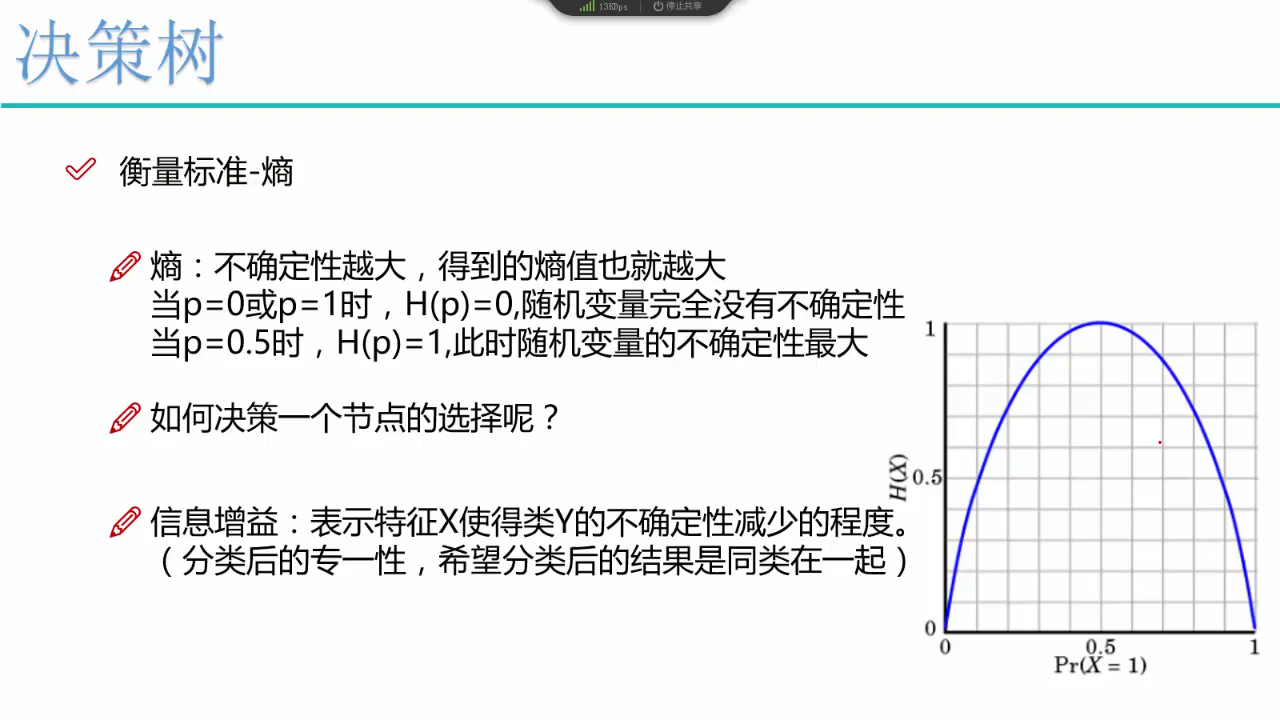 13KBps 停止共享
决策树
衡量标准-熵
熵：不确定性越大，得到的熵值也就越大
当p=0或p=1时，H(p)=0,随机变量完全没有不确定性
当p=0.5时，H(p)=1,此时随机变量的不确定性最大
如何决策一个节点的选择呢？
信息增益：表示特征X使得类Y的不确定性减少的程度。
（分类后的专一性，希望分类后的结果是同类在一起）
1
H(X)
0.5
0
0 0.5 1
Pr(X = 1)